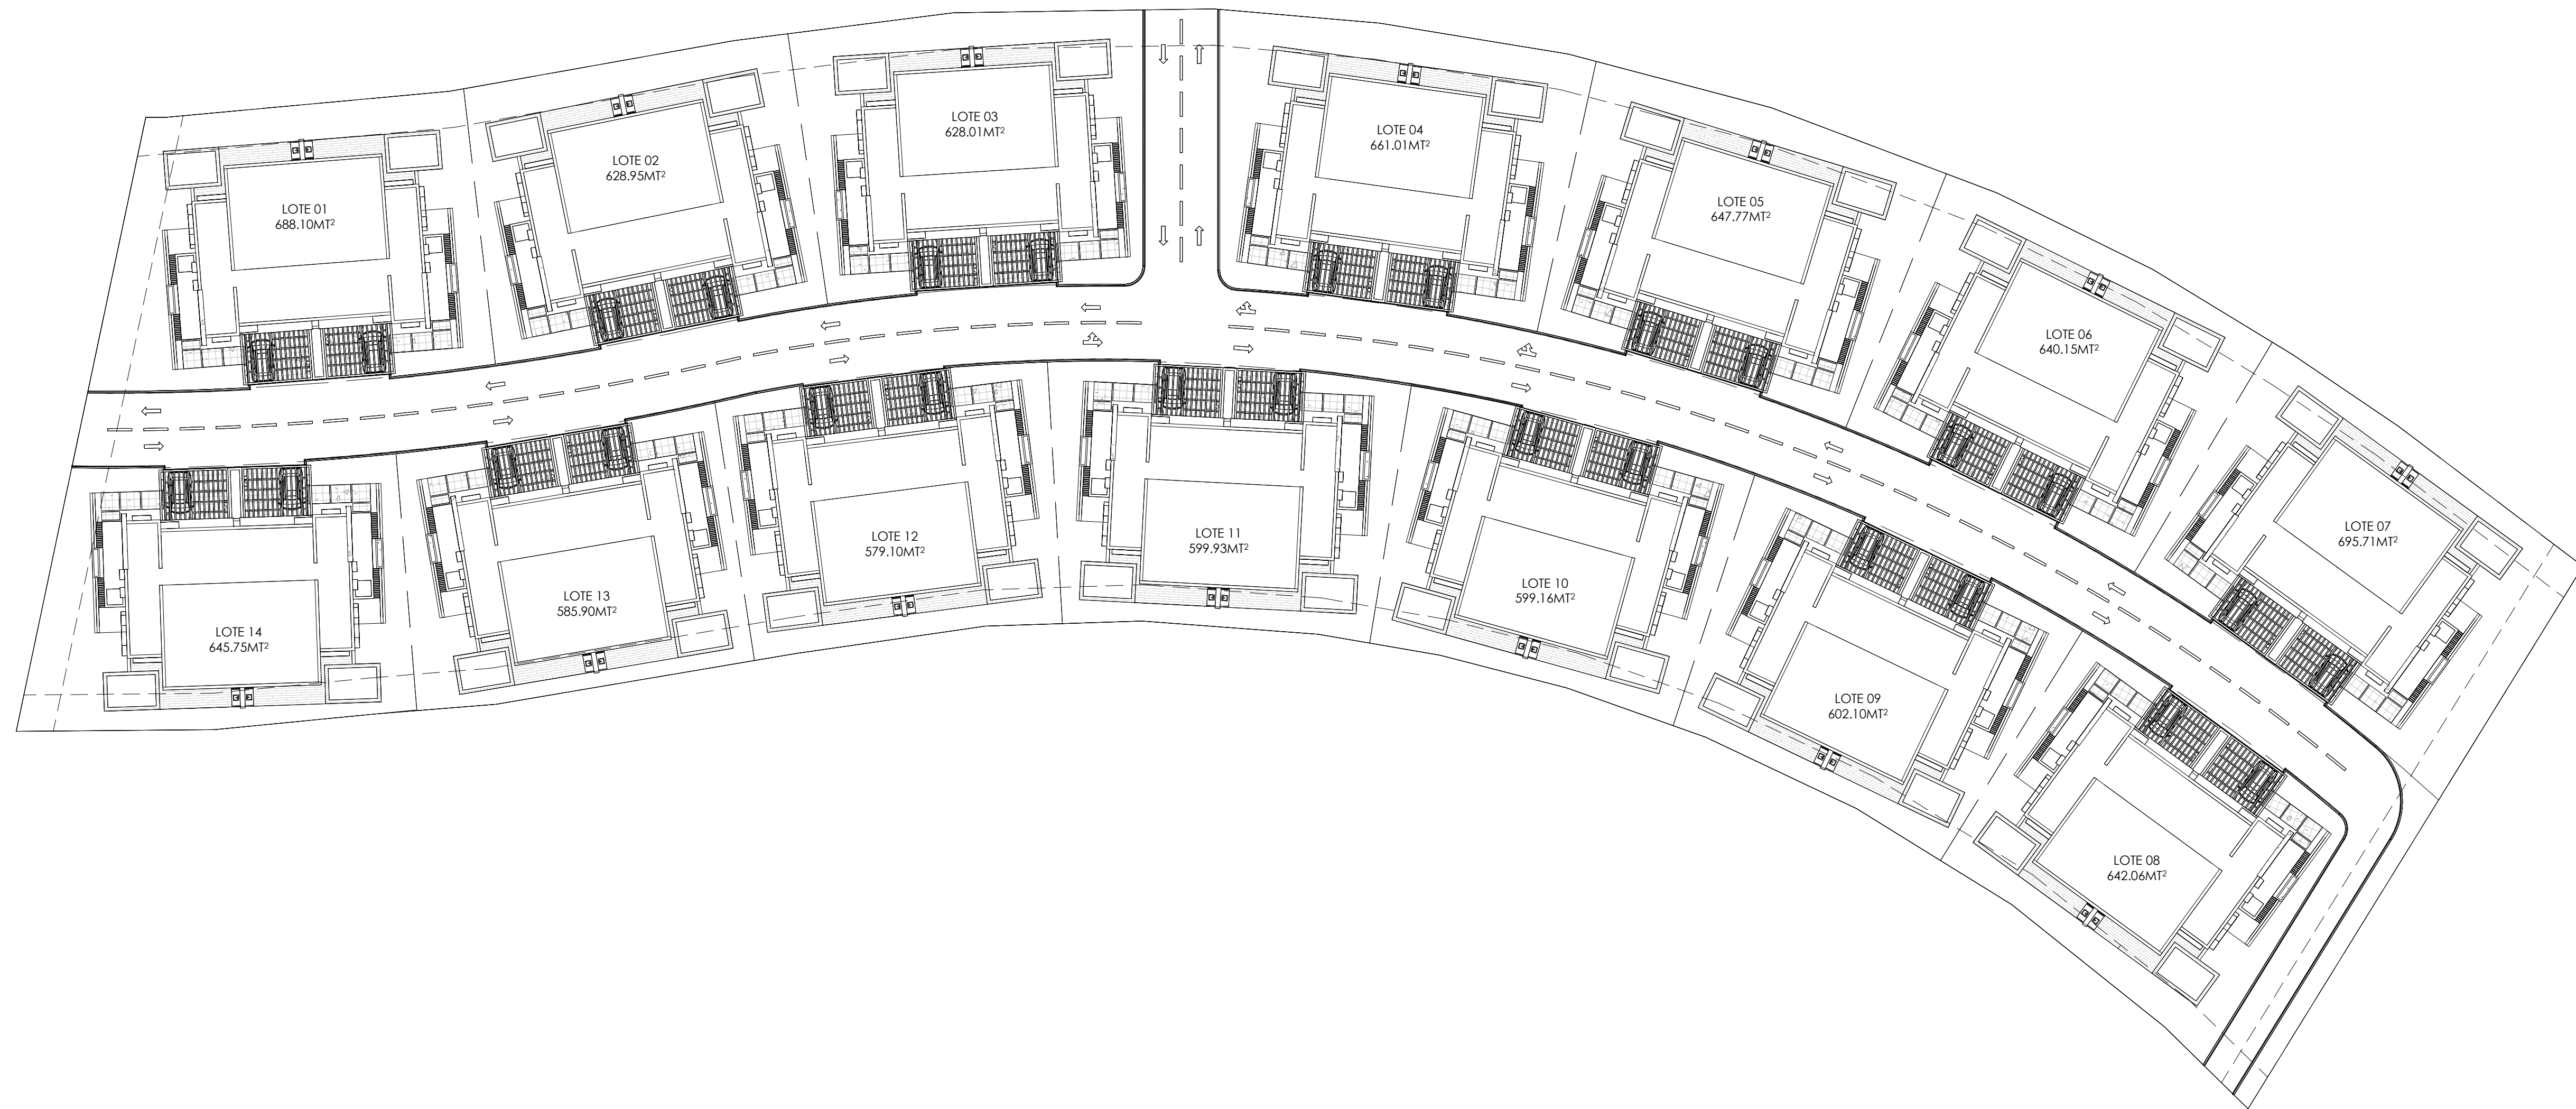 LOTE 01
688.10MT²
LOTE 02
628.95MT²
LOTE 03
628.01MT²
LOTE 04
661.01MT²
LOTE 05
647.77MT²
LOTE 06
640.15MT²
LOTE 07
695.71MT²
LOTE 14
645.75MT²
LOTE 13
585.90MT²
LOTE 12
579.10MT²
LOTE 11
599.93MT²
LOTE 10
599.16MT²
LOTE 09
602.10MT²
LOTE 08
642.06MT²